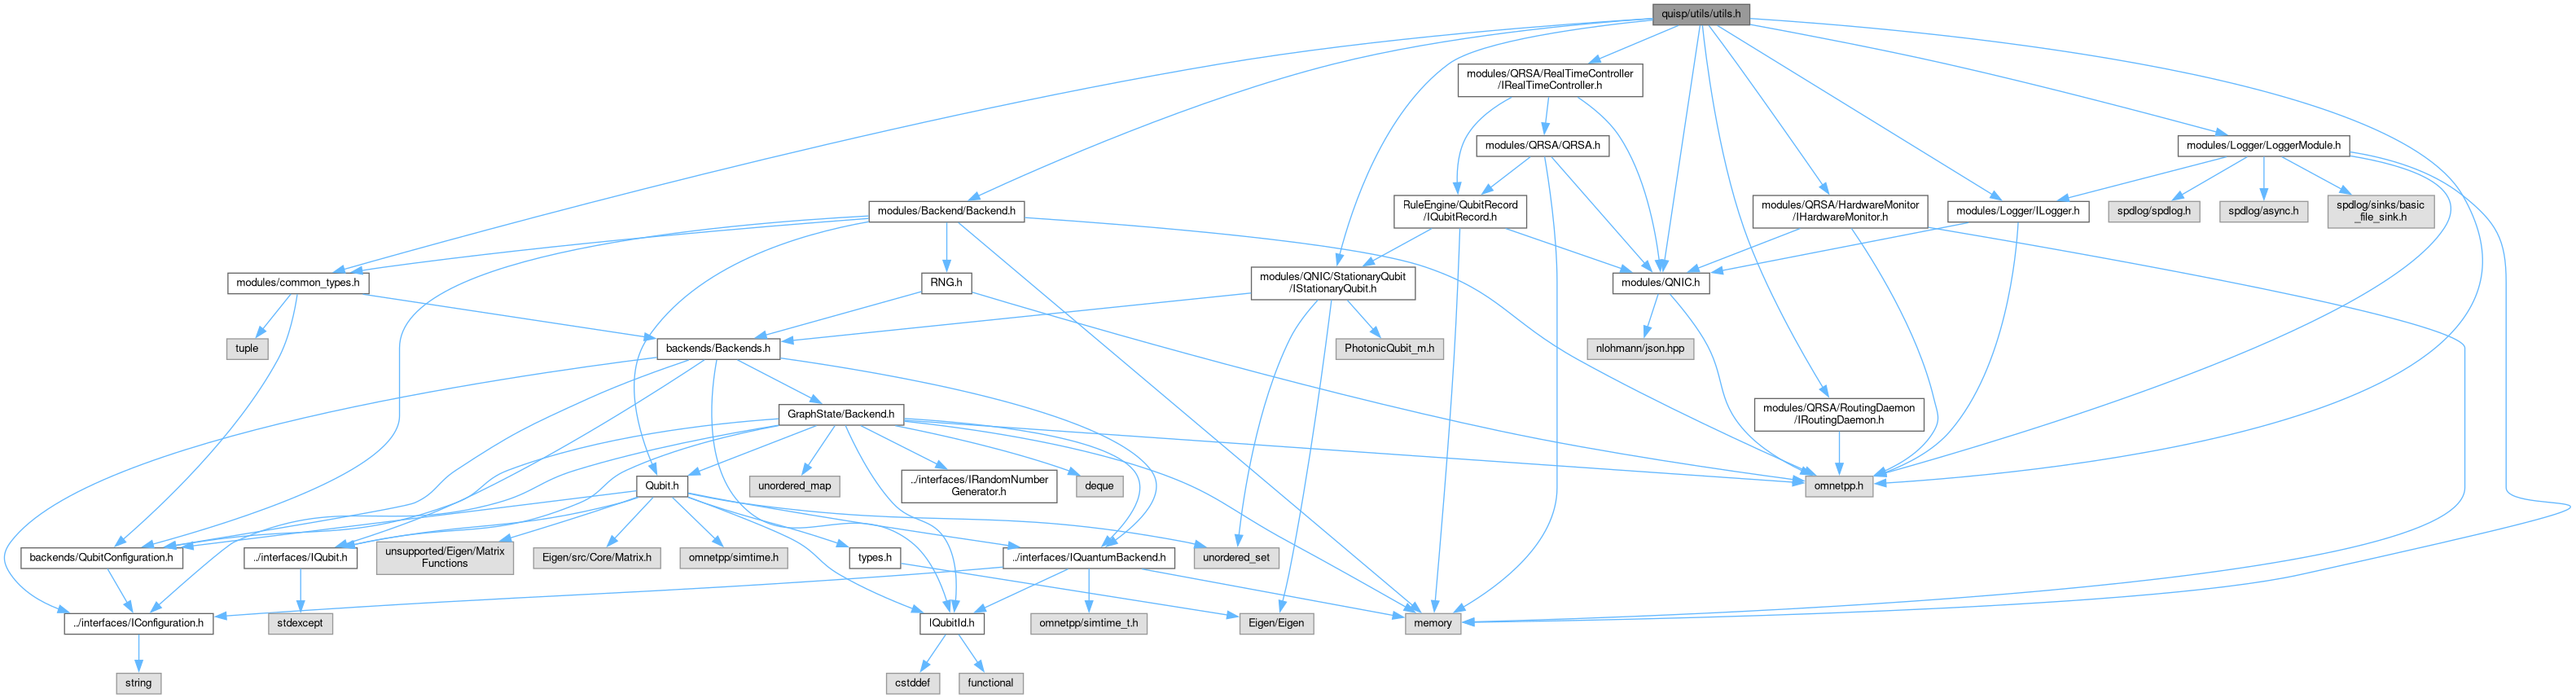 quisp/utils/utils.h
modules/QRSA/RealTimeController
/IRealTimeController.h
modules/QRSA/QRSA.h
modules/Logger/LoggerModule.h
modules/Backend/Backend.h
RuleEngine/QubitRecord
/IQubitRecord.h
modules/QRSA/HardwareMonitor
/IHardwareMonitor.h
modules/Logger/ILogger.h
spdlog/spdlog.h
spdlog/async.h
spdlog/sinks/basic
_file_sink.h
modules/common_types.h
RNG.h
modules/QNIC/StationaryQubit
/IStationaryQubit.h
modules/QNIC.h
tuple
backends/Backends.h
PhotonicQubit_m.h
nlohmann/json.hpp
GraphState/Backend.h
modules/QRSA/RoutingDaemon
/IRoutingDaemon.h
Qubit.h
unordered_map
../interfaces/IRandomNumber
Generator.h
deque
omnetpp.h
backends/QubitConfiguration.h
../interfaces/IQubit.h
unsupported/Eigen/Matrix
Functions
Eigen/src/Core/Matrix.h
omnetpp/simtime.h
types.h
../interfaces/IQuantumBackend.h
unordered_set
../interfaces/IConfiguration.h
stdexcept
IQubitId.h
omnetpp/simtime_t.h
Eigen/Eigen
memory
string
cstddef
functional